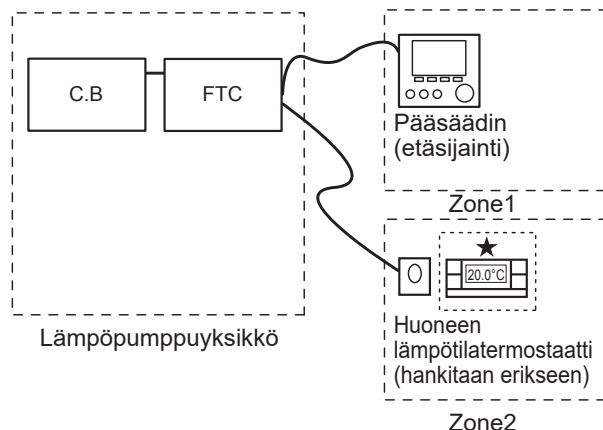 C.B
FTC
Lämpöpumppuyksikkö
Pääsäädin
(etäsijainti)
Zone1
20.0°C
Huoneen
lämpötilatermostaatti
(hankitaan erikseen)
Zone2